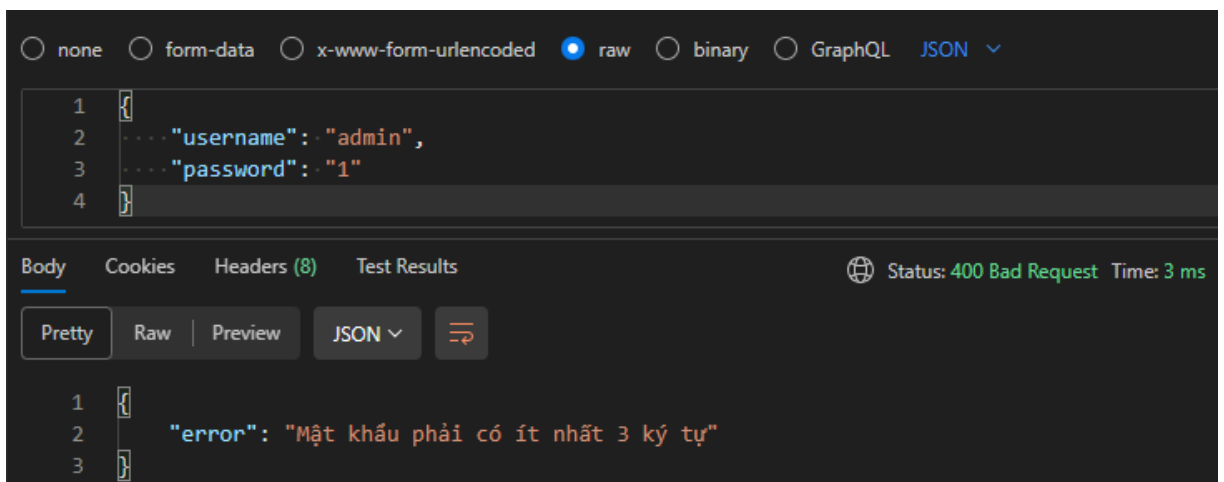 none form-data x-www-form-urlencoded raw binary GraphQL JSON
1 {
2 ····"username":·"admin",
3 ····"password":·"1"
4 }
Body Cookies Headers (8) Test Results Status: 400 Bad Request Time: 3 ms
Pretty Raw Preview JSON
1 {
2 "error": "Mật khẩu phải có ít nhất 3 ký tự"
3 }